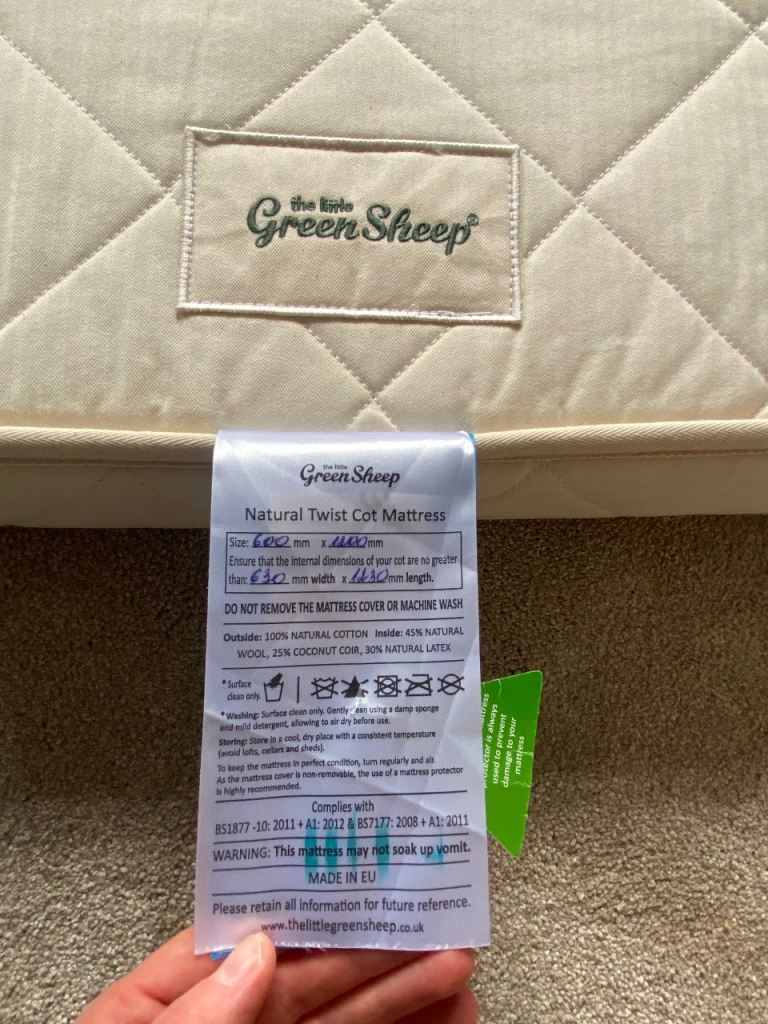 the little
Green Sheep®
the little
Green Sheep
Natural Twist Cot Mattress
Size: 600 mm x 1200mm
Ensure that the internal dimensions of your cot are no greater
than: 630 mm width x 1230mm length.
DO NOT REMOVE THE MATTRESS COVER OR MACHINE WASH
Outside: 100% NATURAL COTTON Inside: 45% NATURAL
WOOL, 25% COCONUT COIR, 30% NATURAL LATEX
* Surface
clean only.
* Washing: Surface clean only. Gently clean using a damp sponge
and mild detergent, allowing to air dry before use.
Storing: Store in a cool, dry place with a consistent temperature
(avoid lofts, cellars and sheds).
To keep the mattress in perfect condition, turn regularly and air.
As the mattress cover is non-removable, the use of a mattress protector
is highly recommended.
Complies with
BS1877 -10: 2011 + A1: 2012 & BS7177: 2008 + A1: 2011
WARNING: This mattress may not soak up vomit.
MADE IN EU
Please retain all information for future reference.
www.thelittlegreensheep.co.uk
is always
used to prevent
damage to your
mattress